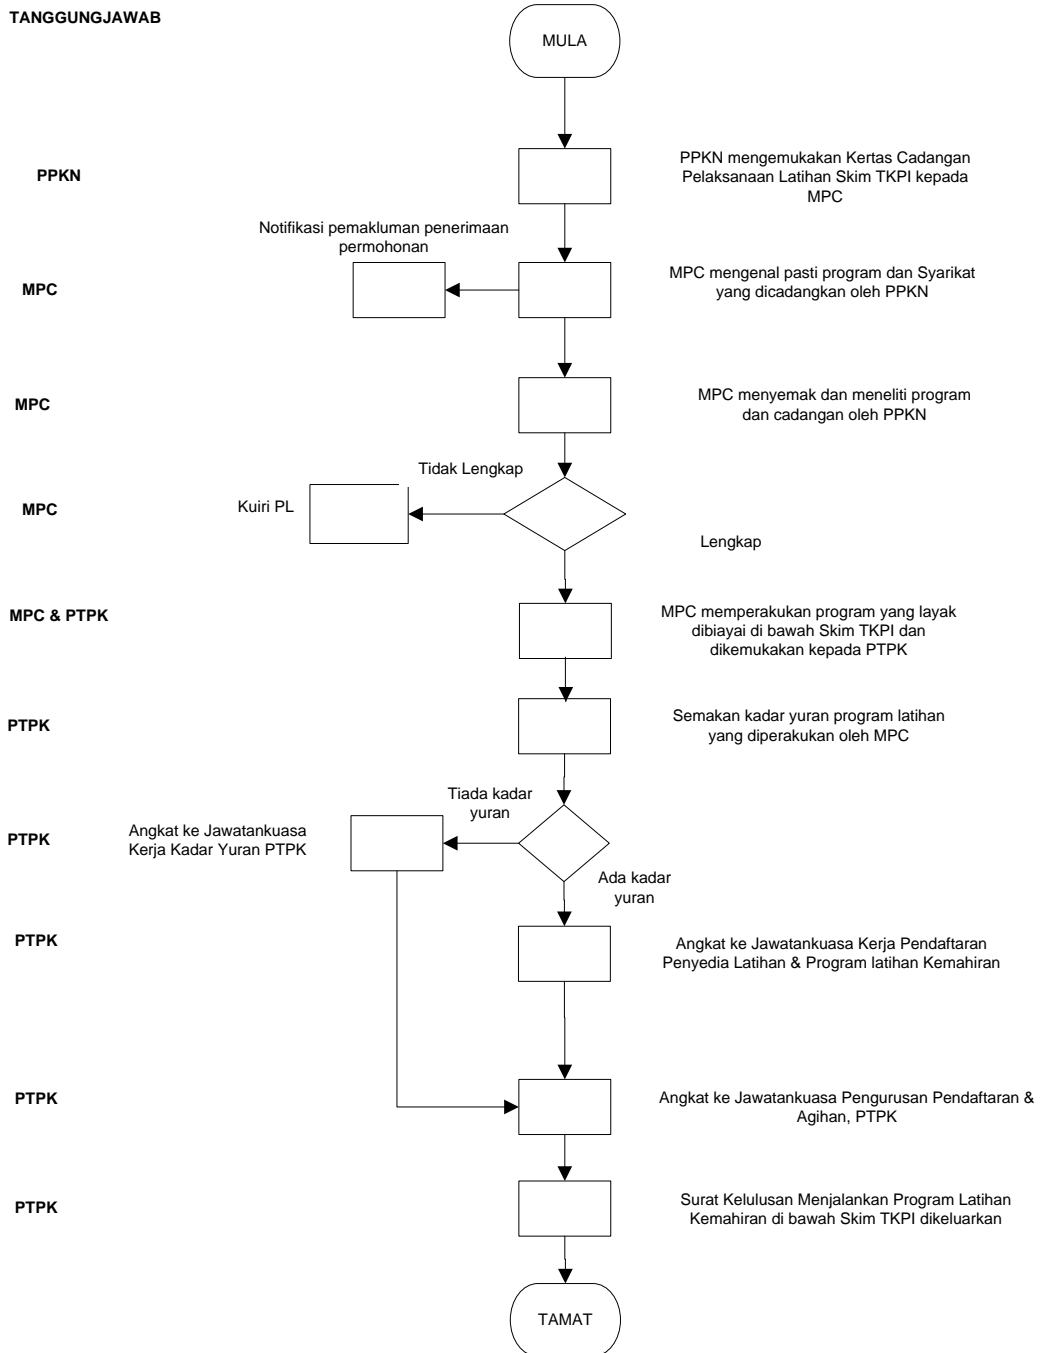 TANGGUNGJAWAB
MULA
PPKN
PPKN mengemukakan Kertas Cadangan
Pelaksanaan Latihan Skim TKPI kepada
MPC
Notifikasi pemakluman penerimaan
permohonan
MPC
MPC mengenal pasti program dan Syarikat
yang dicadangkan oleh PPKN
MPC
MPC menyemak dan meneliti program
dan cadangan oleh PPKN
Tidak Lengkap
MPC
Kuiri PL
Lengkap
MPC & PTPK
MPC memperakukan program yang layak
dibiayai di bawah Skim TKPI dan
dikemukakan kepada PTPK
PTPK
Semakan kadar yuran program latihan
yang diperakukan oleh MPC
Tiada kadar
yuran
PTPK
Angkat ke Jawatankuasa
Kerja Kadar Yuran PTPK
Ada kadar
yuran
PTPK
Angkat ke Jawatankuasa Kerja Pendaftaran
Penyedia Latihan & Program latihan Kemahiran
PTPK
Angkat ke Jawatankuasa Pengurusan Pendaftaran &
Agihan, PTPK
PTPK
Surat Kelulusan Menjalankan Program Latihan
Kemahiran di bawah Skim TKPI dikeluarkan
TAMAT